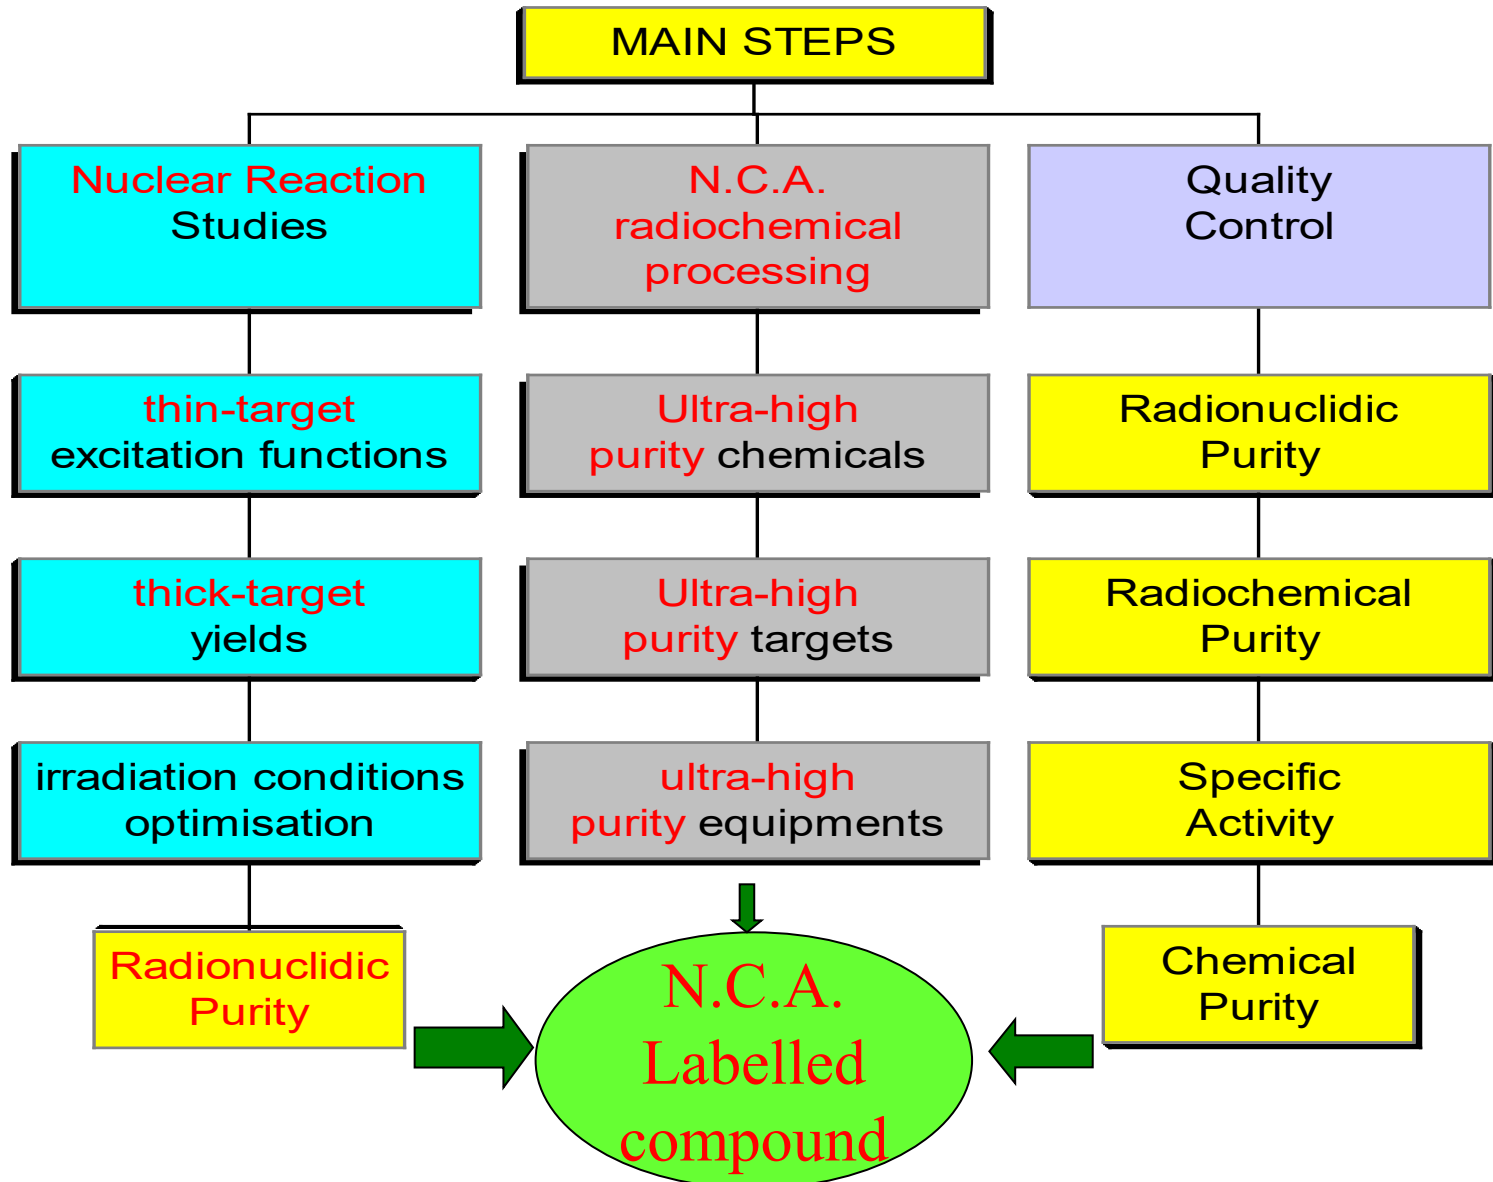 MAIN STEPS
Nuclear Reaction
Studies
thin-target
excitation functions
thick-target
yields
irradiation conditions
optimisation
Radionuclidic
Purity
N.C.A.
radiochemical
processing
Ultra-high
purity chemicals
Ultra-high
purity targets
ultra-high
purity equipments
Quality
Control
Radionuclidic
Purity
Radiochemical
Purity
Specific
Activity
Chemical
Purity
N.C.A.
Labelled
compound